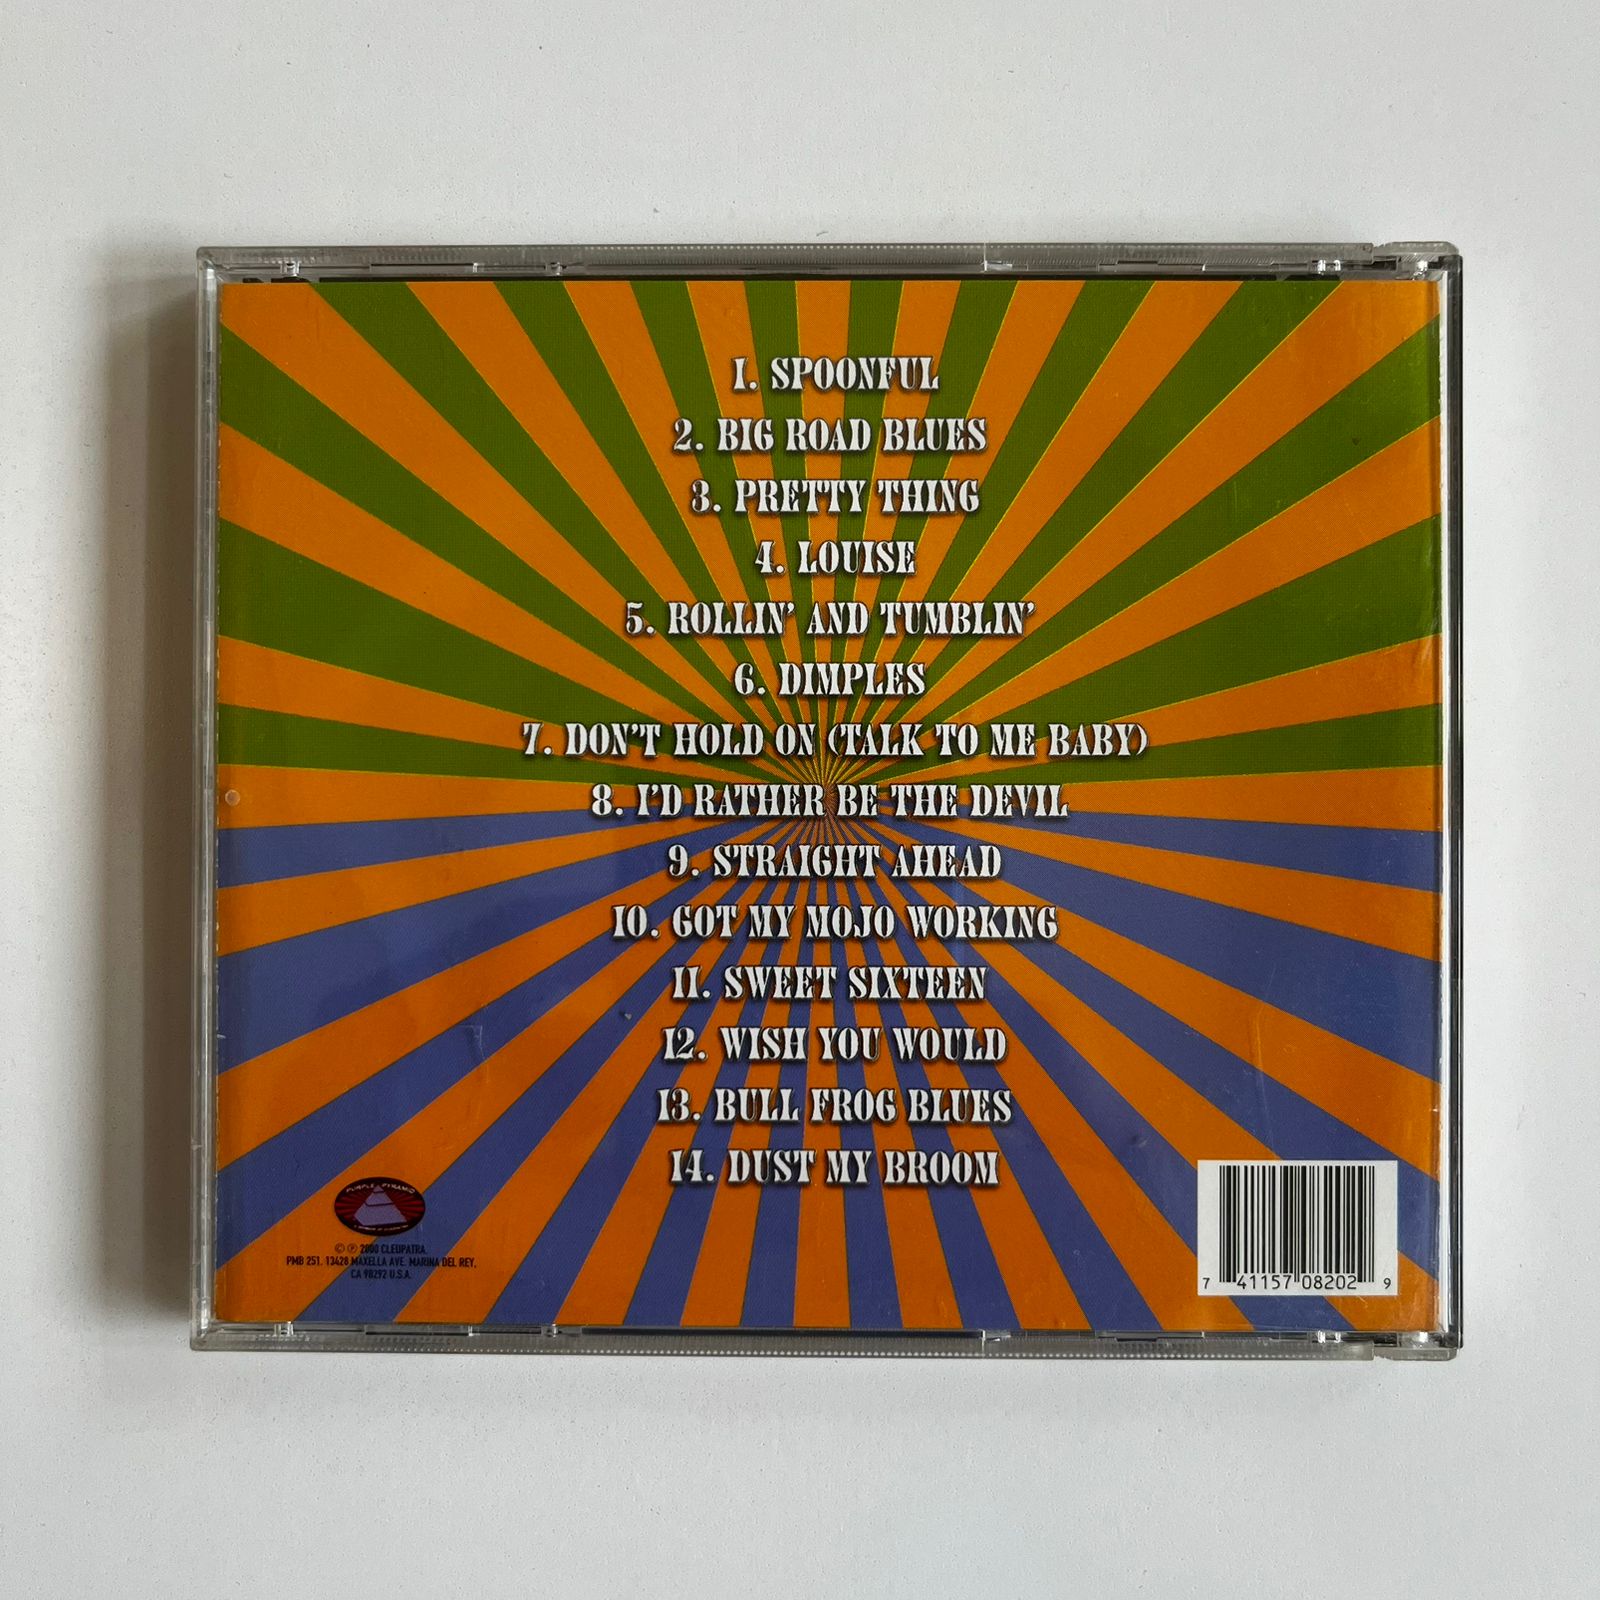 1. SPOONFUL
2. BIG ROAD BLUES
3. PRETTY THING
4. LOUISE
5. ROLLIN' AND TUMBLIN'
6. DIMPLES
7. DON'T HOLD ON (TALK TO ME BABY)
8. I'D RATHER BE THE DEVIL
9. STRAIGHT AHEAD
10. GOT MY MOJO WORKING
11. SWEET SIXTEEN
12. WISH YOU WOULD
13. BULL FROG BLUES
14. DUST MY BROOM
PURPLE PYRAMID
© ℗ 2000 CLEOPATRA.
PMB 251. 13428 MAXELLA AVE. MARINA DEL REY,
CA 90292 U.S.A.
7 41157 08202 9